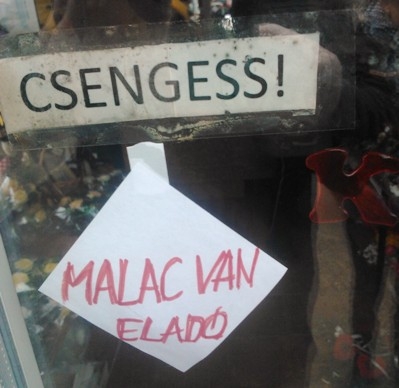 CSENGESS!
MALAC VAN
ELADÓ